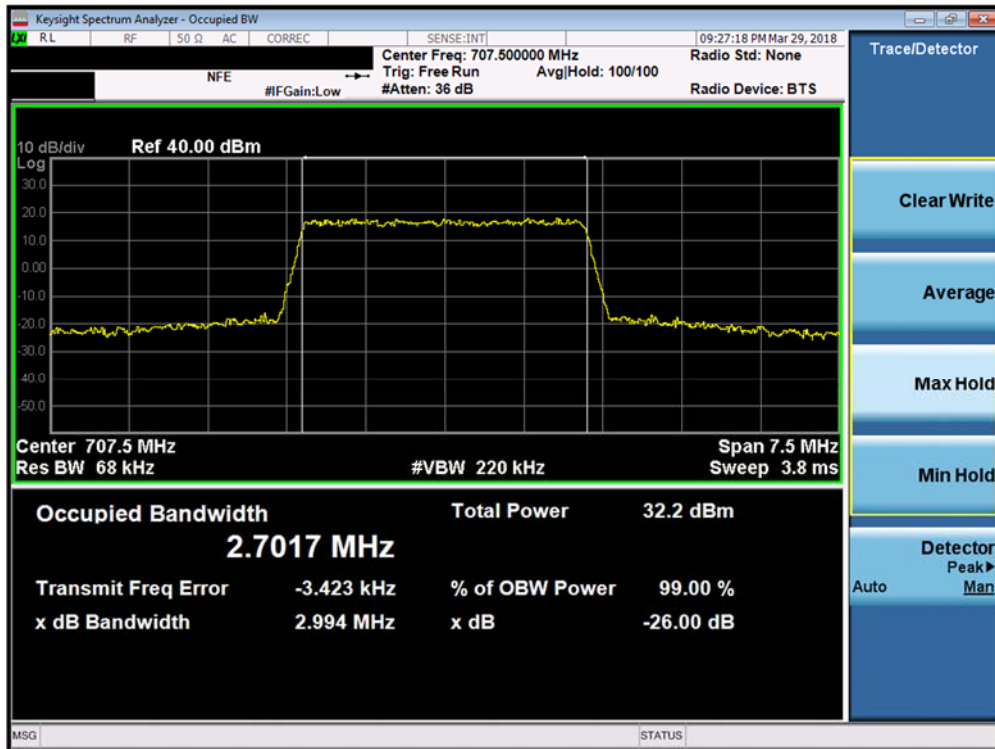 Keysight Spectrum Analyzer - Occupied BW
LXI RL RF 50 Ω AC CORREC SENSE:INT 09:27:18 PM Mar 29, 2018
Center Freq: 707.500000 MHz Radio Std: None
NFE Trig: Free Run Avg|Hold: 100/100
#IFGain:Low #Atten: 36 dB Radio Device: BTS
10 dB/div Ref 40.00 dBm
Log
30.0
20.0
10.0
0.00
-10.0
-20.0
-30.0
-40.0
-50.0
Center 707.5 MHz Span 7.5 MHz
Res BW 68 kHz #VBW 220 kHz Sweep 3.8 ms
Occupied Bandwidth Total Power 32.2 dBm
2.7017 MHz
Transmit Freq Error -3.423 kHz % of OBW Power 99.00 %
x dB Bandwidth 2.994 MHz x dB -26.00 dB
Trace/Detector
Clear Write
Average
Max Hold
Min Hold
Detector
Peak▶
Auto Man
MSG STATUS